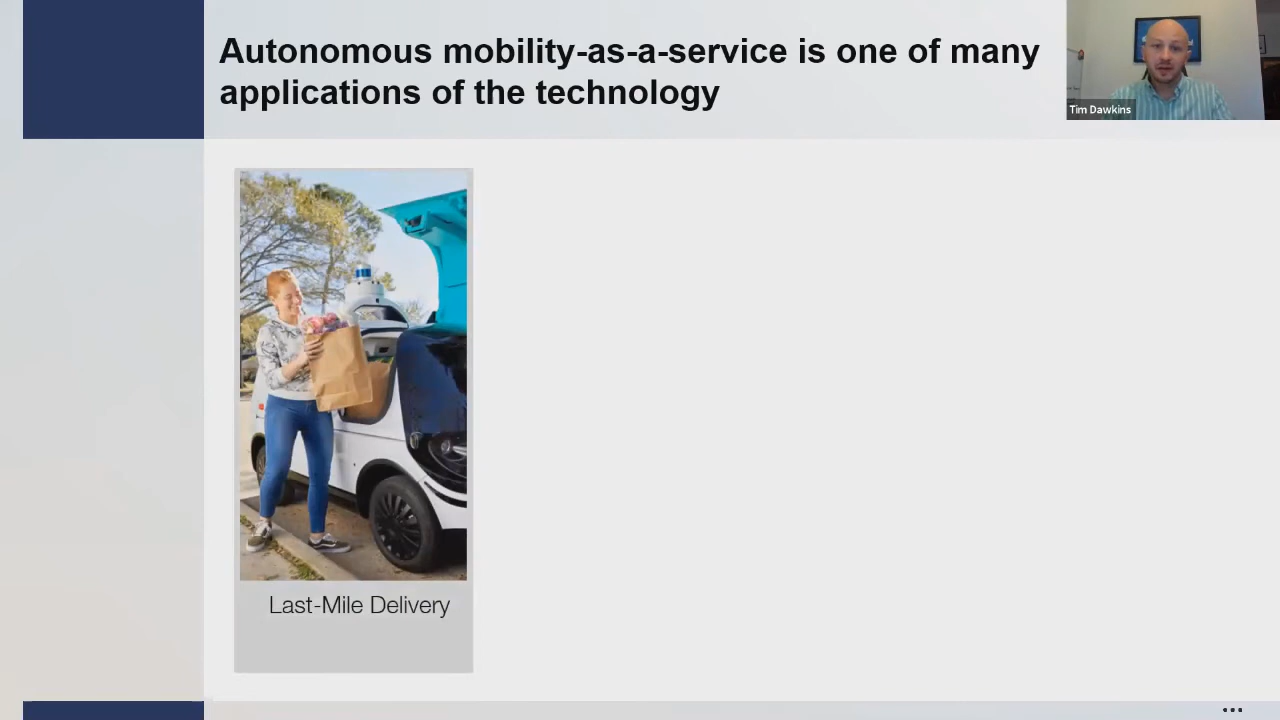 Autonomous mobility-as-a-service is one of many
applications of the technology
Tim Dawkins
Last-Mile Delivery